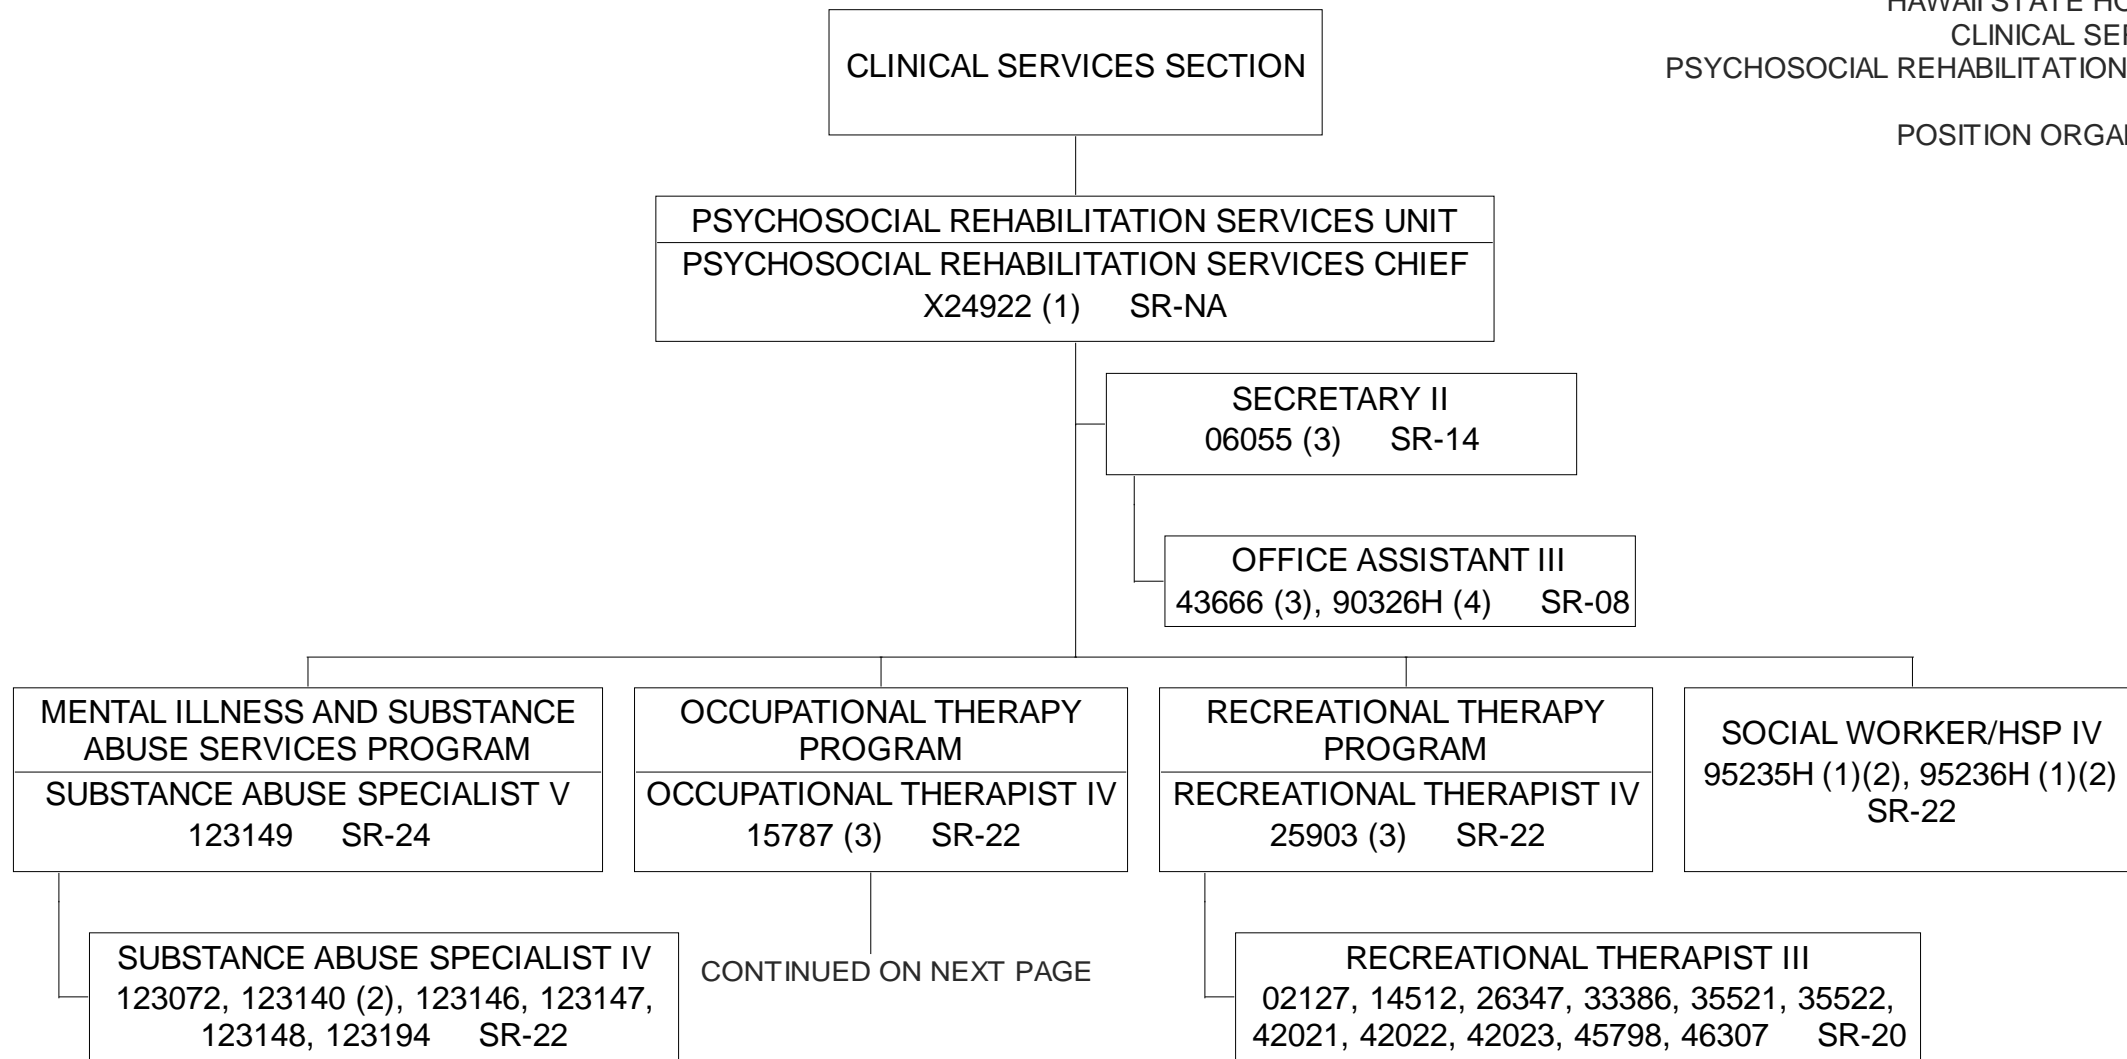 CLINICAL SERVICES SECTION
HAWAII STATE
CLINICAL
PSYCHOSOCIAL REHABILITATION
POSITION
PSYCHOSOCIAL REHABILITATION SERVICES UNIT
PSYCHOSOCIAL REHABILITATION SERVICES CHIEF
X24922 (1) SR-NA
SECRETARY II
06055 (3) SR-14
OFFICE ASSISTANT III
43666 (3), 90326H (4) SR-08
MENTAL ILLNESS AND SUBSTANCE
ABUSE SERVICES PROGRAM
SUBSTANCE ABUSE SPECIALIST V
123149 SR-24
SUBSTANCE ABUSE SPECIALIST IV
123072, 123140 (2), 123146, 123147,
123148, 123194 SR-22
OCCUPATIONAL THERAPY
PROGRAM
OCCUPATIONAL THERAPIST IV
15787 (3) SR-22
CONTINUED ON NEXT PAGE
RECREATIONAL THERAPY
PROGRAM
RECREATIONAL THERAPIST IV
25903 (3) SR-22
RECREATIONAL THERAPIST III
02127, 14512, 26347, 33386, 35521, 35522,
42021, 42022, 42023, 45798, 46307 SR-20
SOCIAL WORKER/HSP IV
95235H (1)(2), 95236H (1)(2)
SR-22